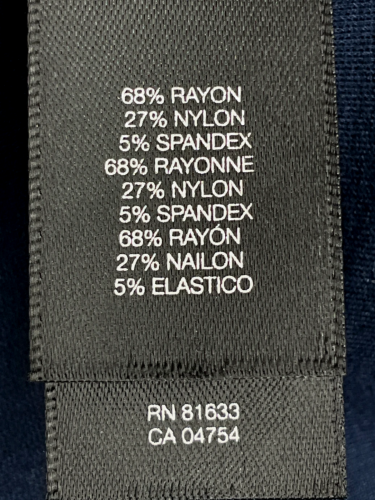 68% RAYON
27% NYLON
5% SPANDEX
68% RAYONNE
27% NYLON
5% SPANDEX
68% RAYÓN
27% NAILON
5% ELASTICO
RN 81633
CA 04754